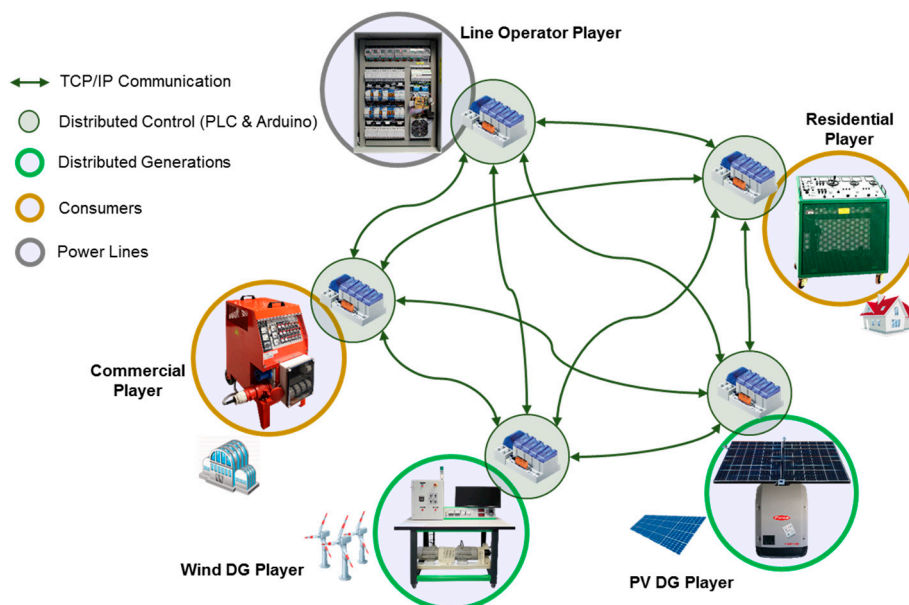 Line Operator Player
TCP/IP Communication
Distributed Control (PLC & Arduino)
Distributed Generations
Consumers
Power Lines
Residential
Player
Commercial
Player
Wind DG Player
PV DG Player